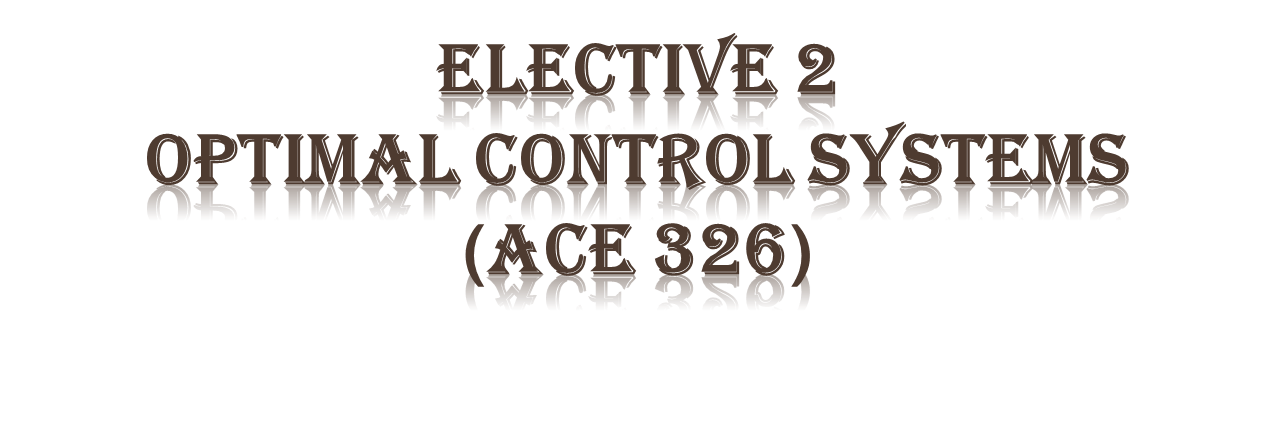 ELECTIVE 2
OPTIMAL CONTROL SYSTEMS
(ACE 326)